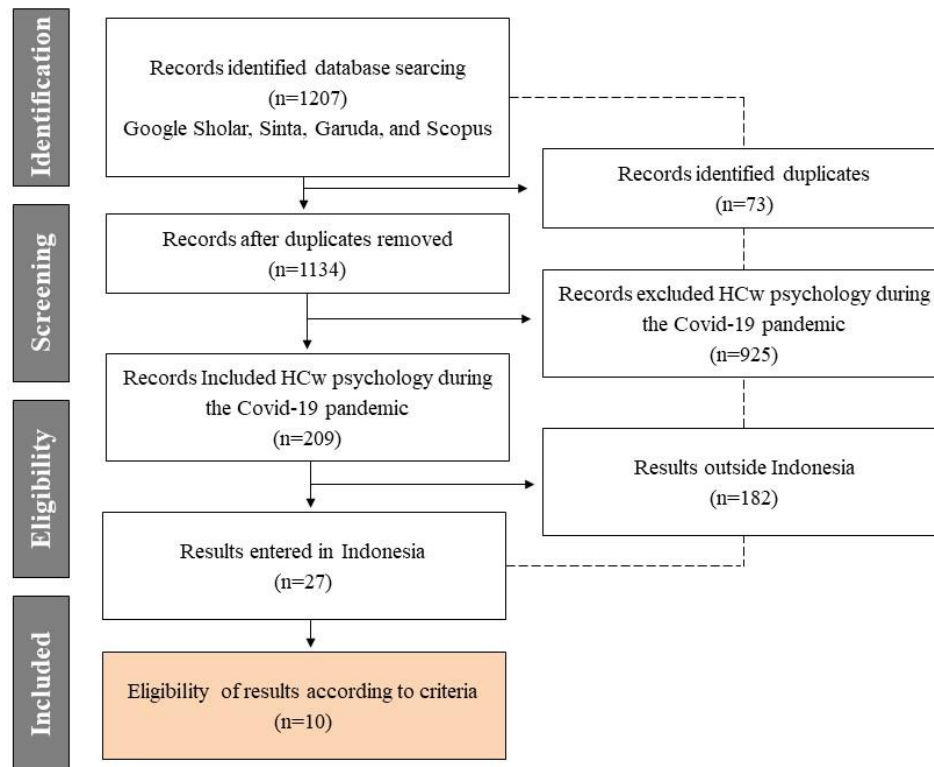 Identification
Records identified database searcing
(n=1207)
Google Sholar, Sinta, Garuda, and Scopus
Records identified duplicates
(n=73)
Screening
Records after duplicates removed
(n=1134)
Records excluded HCw psychology during
the Covid-19 pandemic
(n=925)
Records Included HCw psychology during
the Covid-19 pandemic
(n=209)
Eligibility
Results outside Indonesia
(n=182)
Results entered in Indonesia
(n=27)
Included
Eligibility of results according to criteria
(n=10)